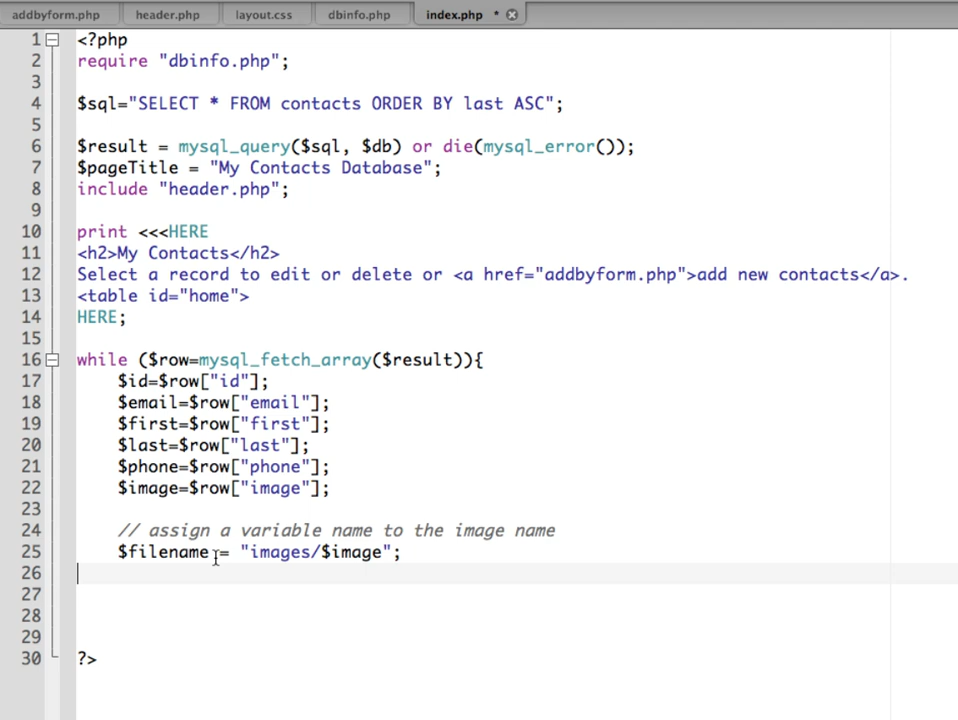 addbyform.php header.php layout.css dbinfo.php index.php *
1 <?php
2 require "dbinfo.php";
3
4 $sql="SELECT * FROM contacts ORDER BY last ASC";
5
6 $result = mysql_query($sql, $db) or die(mysql_error());
7 $pageTitle = "My Contacts Database";
8 include "header.php";
9
10 print <<<HERE
11 <h2>My Contacts</h2>
12 Select a record to edit or delete or <a href="addbyform.php">add new contacts</a>.
13 <table id="home">
14 HERE;
15
16 while ($row=mysql_fetch_array($result)){
17 $id=$row["id"];
18 $email=$row["email"];
19 $first=$row["first"];
20 $last=$row["last"];
21 $phone=$row["phone"];
22 $image=$row["image"];
23
24 // assign a variable name to the image name
25 $filename = "images/$image";
26
27
28
29
30 ?>